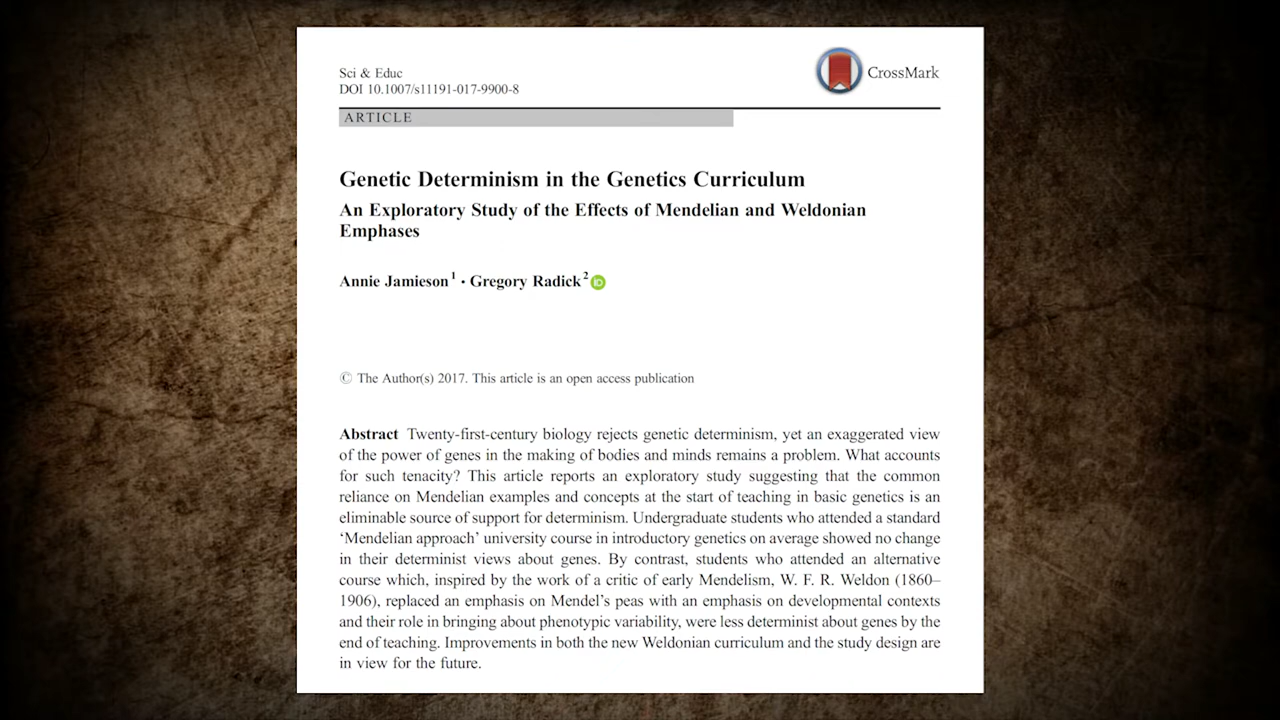 Sci & Educ
DOI 10.1007/s11191-017-9900-8
CrossMark
ARTICLE
Genetic Determinism in the Genetics Curriculum
An Exploratory Study of the Effects of Mendelian and Weldonian
Emphases
Annie Jamieson 1 · Gregory Radick 2 iD
© The Author(s) 2017. This article is an open access publication
Abstract Twenty-first-century biology rejects genetic determinism, yet an exaggerated view
of the power of genes in the making of bodies and minds remains a problem. What accounts
for such tenacity? This article reports an exploratory study suggesting that the common
reliance on Mendelian examples and concepts at the start of teaching in basic genetics is an
eliminable source of support for determinism. Undergraduate students who attended a standard
‘Mendelian approach’ university course in introductory genetics on average showed no change
in their determinist views about genes. By contrast, students who attended an alternative
course which, inspired by the work of a critic of early Mendelism, W. F. R. Weldon (1860–
1906), replaced an emphasis on Mendel’s peas with an emphasis on developmental contexts
and their role in bringing about phenotypic variability, were less determinist about genes by the
end of teaching. Improvements in both the new Weldonian curriculum and the study design are
in view for the future.